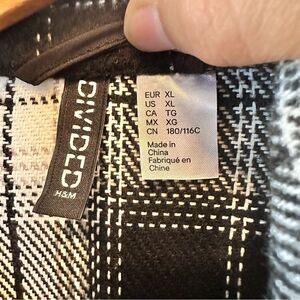 DIVIDED
H&M
EUR XL
US XL
CA TG
MX XG
CN 180/116C
Made in
China
Fabriqué en
Chine